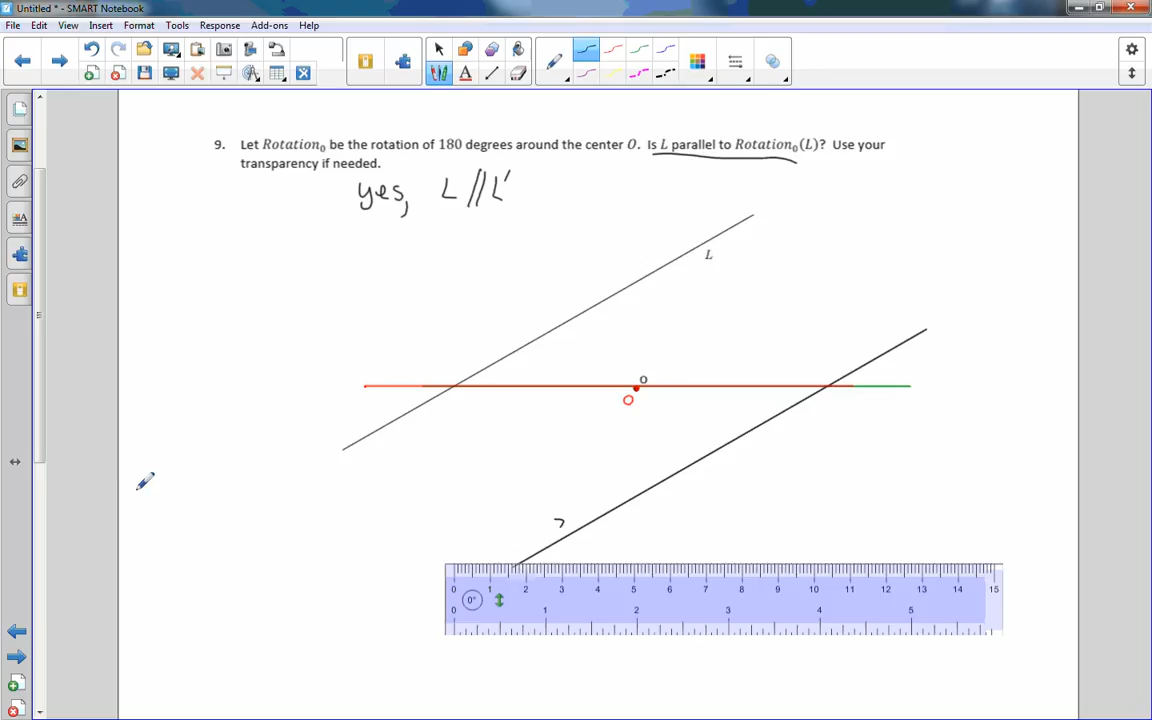 Untitled * - SMART Notebook
File Edit View Insert Format Tools Response Add-ons Help
9. Let Rotation₀ be the rotation of 180 degrees around the center O. Is L parallel to Rotation₀(L)? Use your
transparency if needed.
yes, L // L'
L
O
O
0 1 2 3 4 5 6 7 8 9 10 11 12 13 14 15
0°
0 1 2 3 4 5